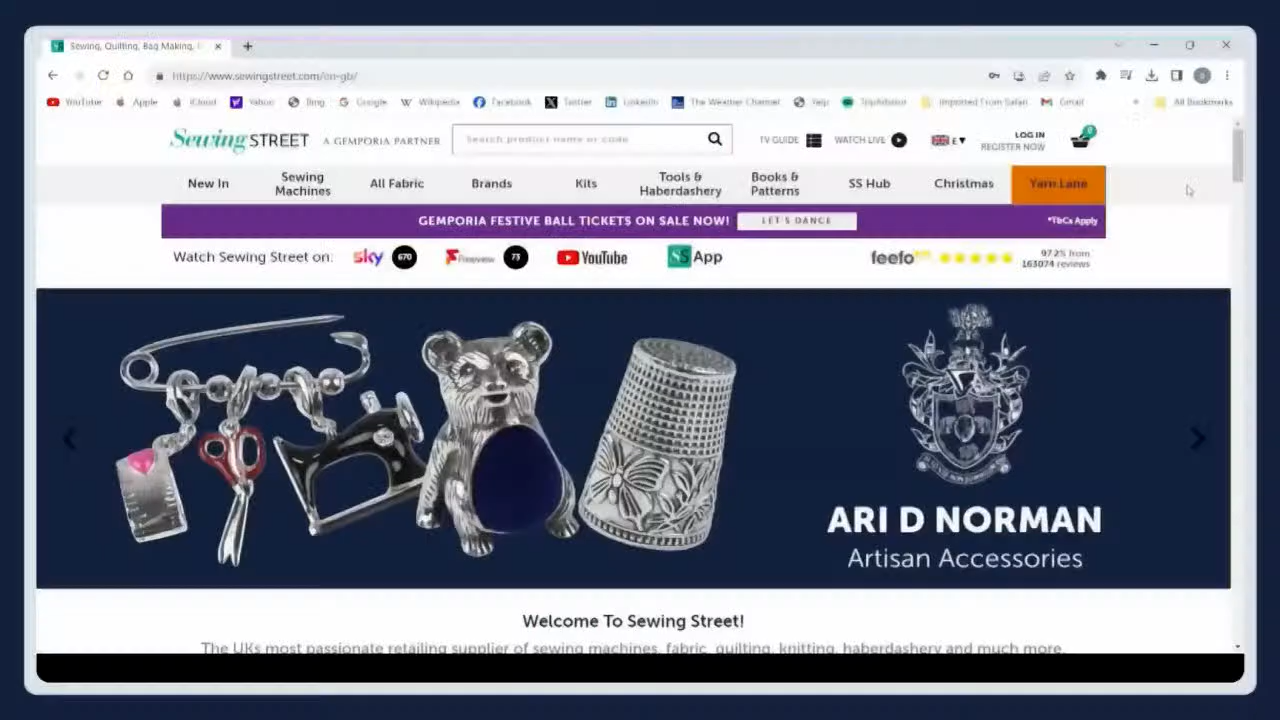 Sewing, Quilting, Bag Making, F
https://www.sewingstreet.com/en-gb/
YouTube Apple iCloud Yahoo Bing Google Wikipedia Facebook Twitter LinkedIn The Weather Channel Yelp TripAdvisor Imported From Safari Gmail All Bookmarks
Sewing STREET A GEMPORIA PARTNER Search product name or code TV GUIDE WATCH LIVE E LOG IN REGISTER NOW 0
New In Sewing Machines All Fabric Brands Kits Tools & Haberdashery Books & Patterns SS Hub Christmas Yarn Lane
GEMPORIA FESTIVE BALL TICKETS ON SALE NOW! LET'S DANCE *T&Cs Apply
Watch Sewing Street on: sky 670 Freeview 73 YouTube SS App feefo 97.2% from 163074 reviews
ARI D NORMAN
Artisan Accessories
Welcome To Sewing Street!
The UKs most passionate retailing supplier of sewing machines, fabric, quilting, knitting, haberdashery and much more.